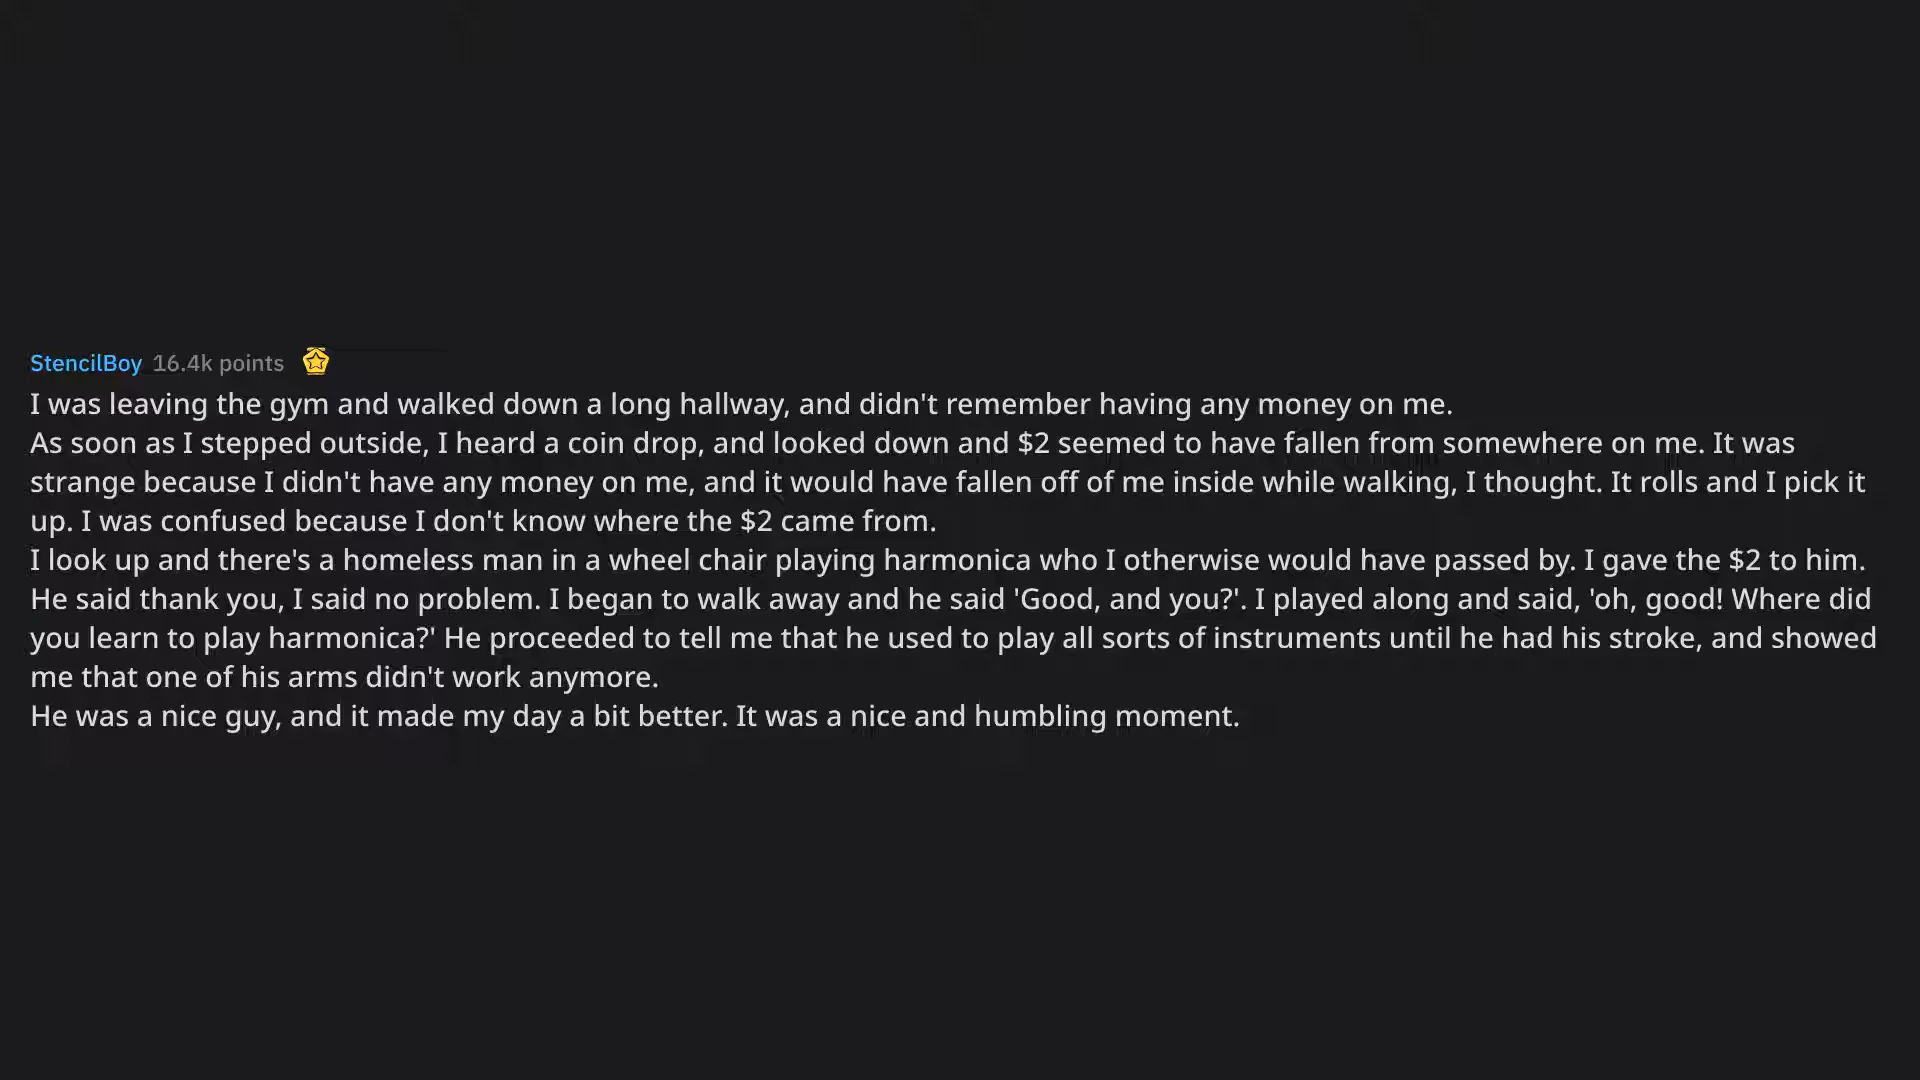 StencilBoy 16.4k points
I was leaving the gym and walked down a long hallway, and didn't remember having any money on me.
As soon as I stepped outside, I heard a coin drop, and looked down and $2 seemed to have fallen from somewhere on me. It was
strange because I didn't have any money on me, and it would have fallen off of me inside while walking, I thought. It rolls and I pick it
up. I was confused because I don't know where the $2 came from.
I look up and there's a homeless man in a wheel chair playing harmonica who I otherwise would have passed by. I gave the $2 to him.
He said thank you, I said no problem. I began to walk away and he said 'Good, and you?'. I played along and said, 'oh, good! Where did
you learn to play harmonica?' He proceeded to tell me that he used to play all sorts of instruments until he had his stroke, and showed
me that one of his arms didn't work anymore.
He was a nice guy, and it made my day a bit better. It was a nice and humbling moment.